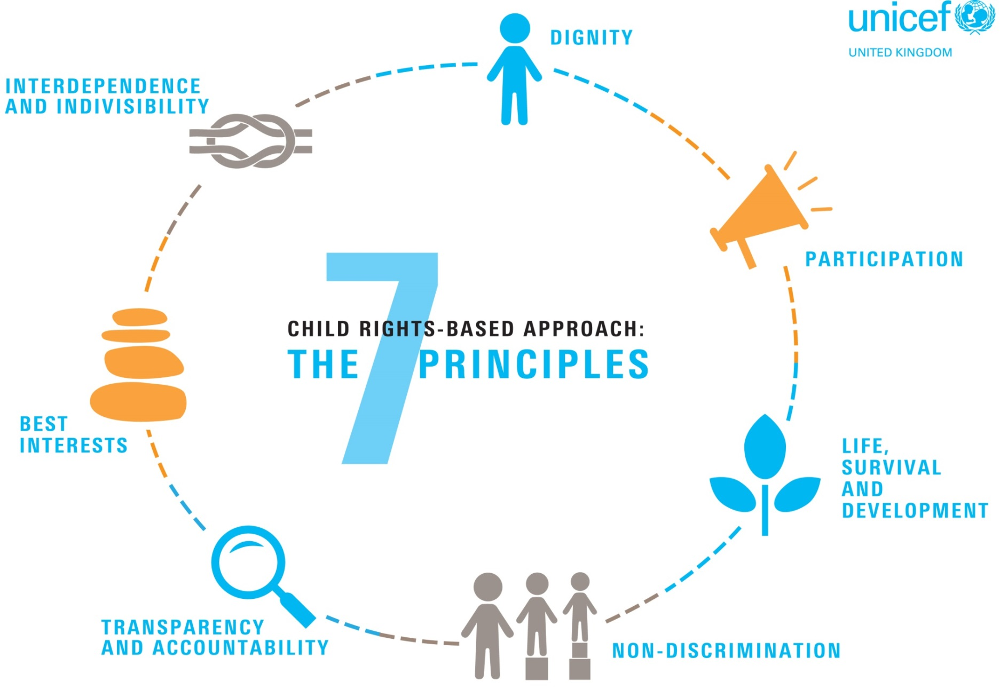 unicef
UNITED KINGDOM
DIGNITY
INTERDEPENDENCE
AND INDIVISIBILITY
PARTICIPATION
CHILD RIGHTS-BASED APPROACH:
THE 7 PRINCIPLES
BEST
INTERESTS
LIFE,
SURVIVAL
AND
DEVELOPMENT
TRANSPARENCY
AND ACCOUNTABILITY
NON-DISCRIMINATION